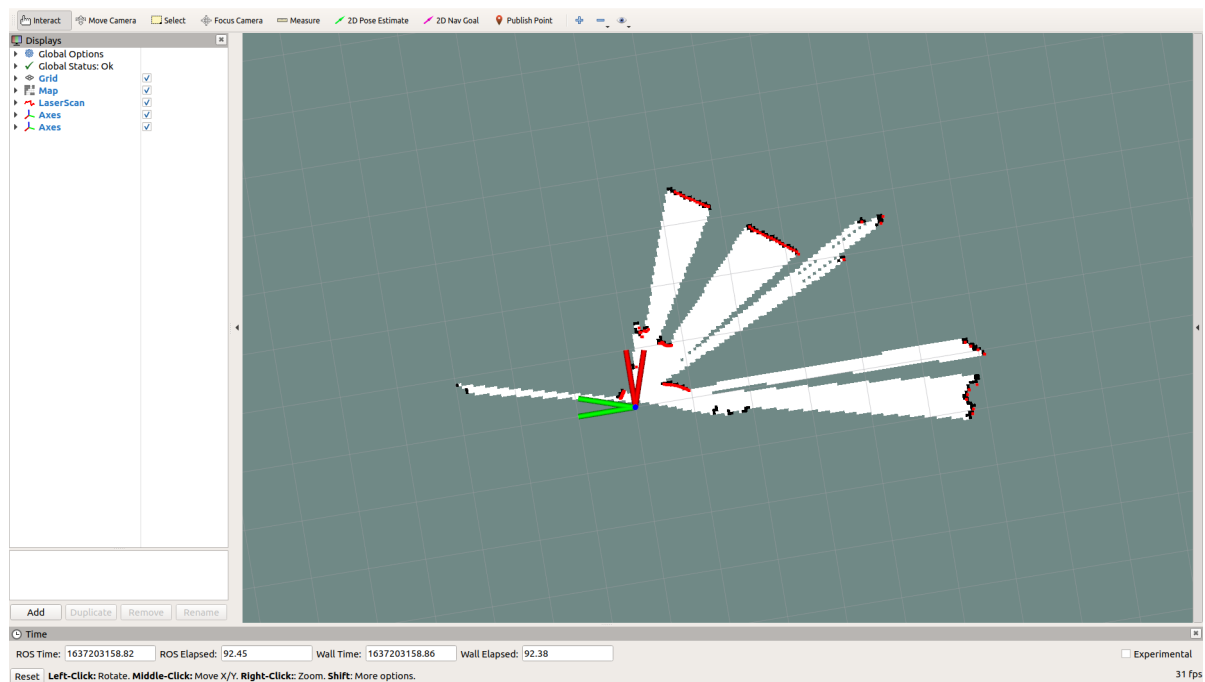 Interact Move Camera Select Focus Camera Measure 2D Pose Estimate 2D Nav Goal Publish Point
Displays
Global Options
Global Status: Ok
Grid
Map
LaserScan
Axes
Axes
Add Duplicate Remove Rename
Time
ROS Time: 1637203158.82 ROS Elapsed: 92.45 Wall Time: 1637203158.86 Wall Elapsed: 92.38 Experimental
Reset Left-Click: Rotate. Middle-Click: Move X/Y. Right-Click:: Zoom. Shift: More options. 31 fps